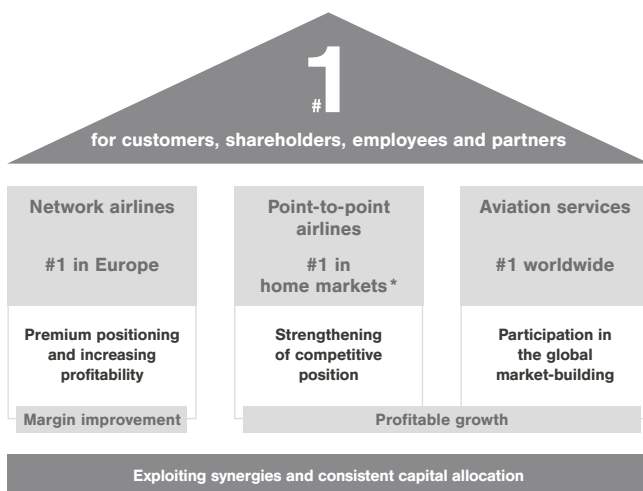 #1
for customers, shareholders, employees and partners
Network airlines
#1 in Europe
Premium positioning
and increasing
profitability
Point-to-point
airlines
#1 in
home markets*
Strengthening
of competitive
position
Aviation services
#1 worldwide
Participation in
the global
market-building
Margin improvement
Profitable growth
Exploiting synergies and consistent capital allocation